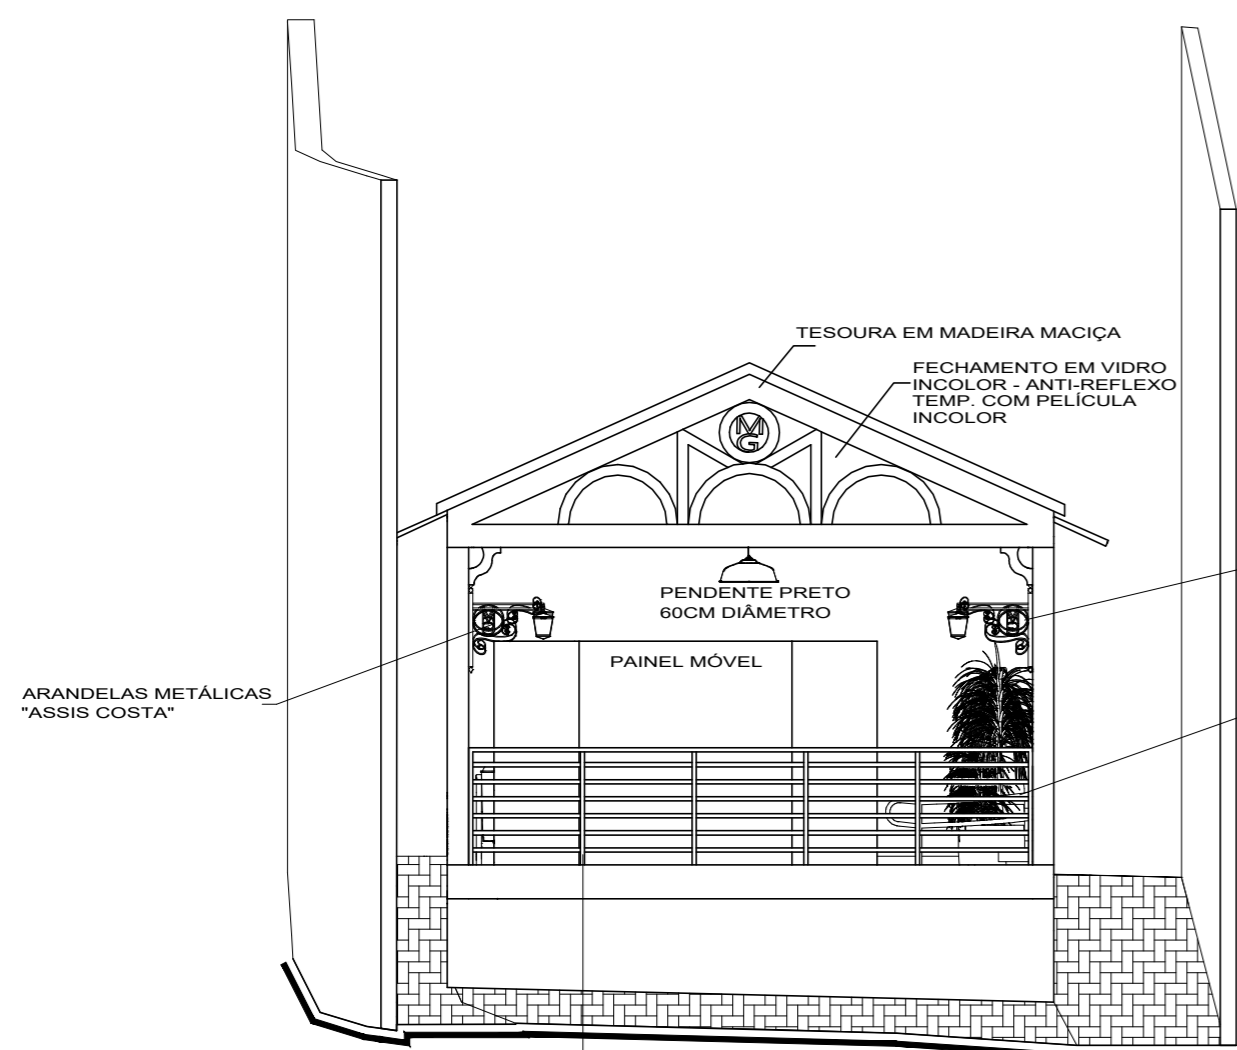 TESOURA EM MADEIRA MACIÇA
FECHAMENTO EM VIDRO
INCOLOR - ANTI-REFLEXO
TEMP. COM PELÍCULA
INCOLOR
MG
PENDENTE PRETO
60CM DIÂMETRO
PAINEL MÓVEL
ARANDELAS METÁLICAS
"ASSIS COSTA"